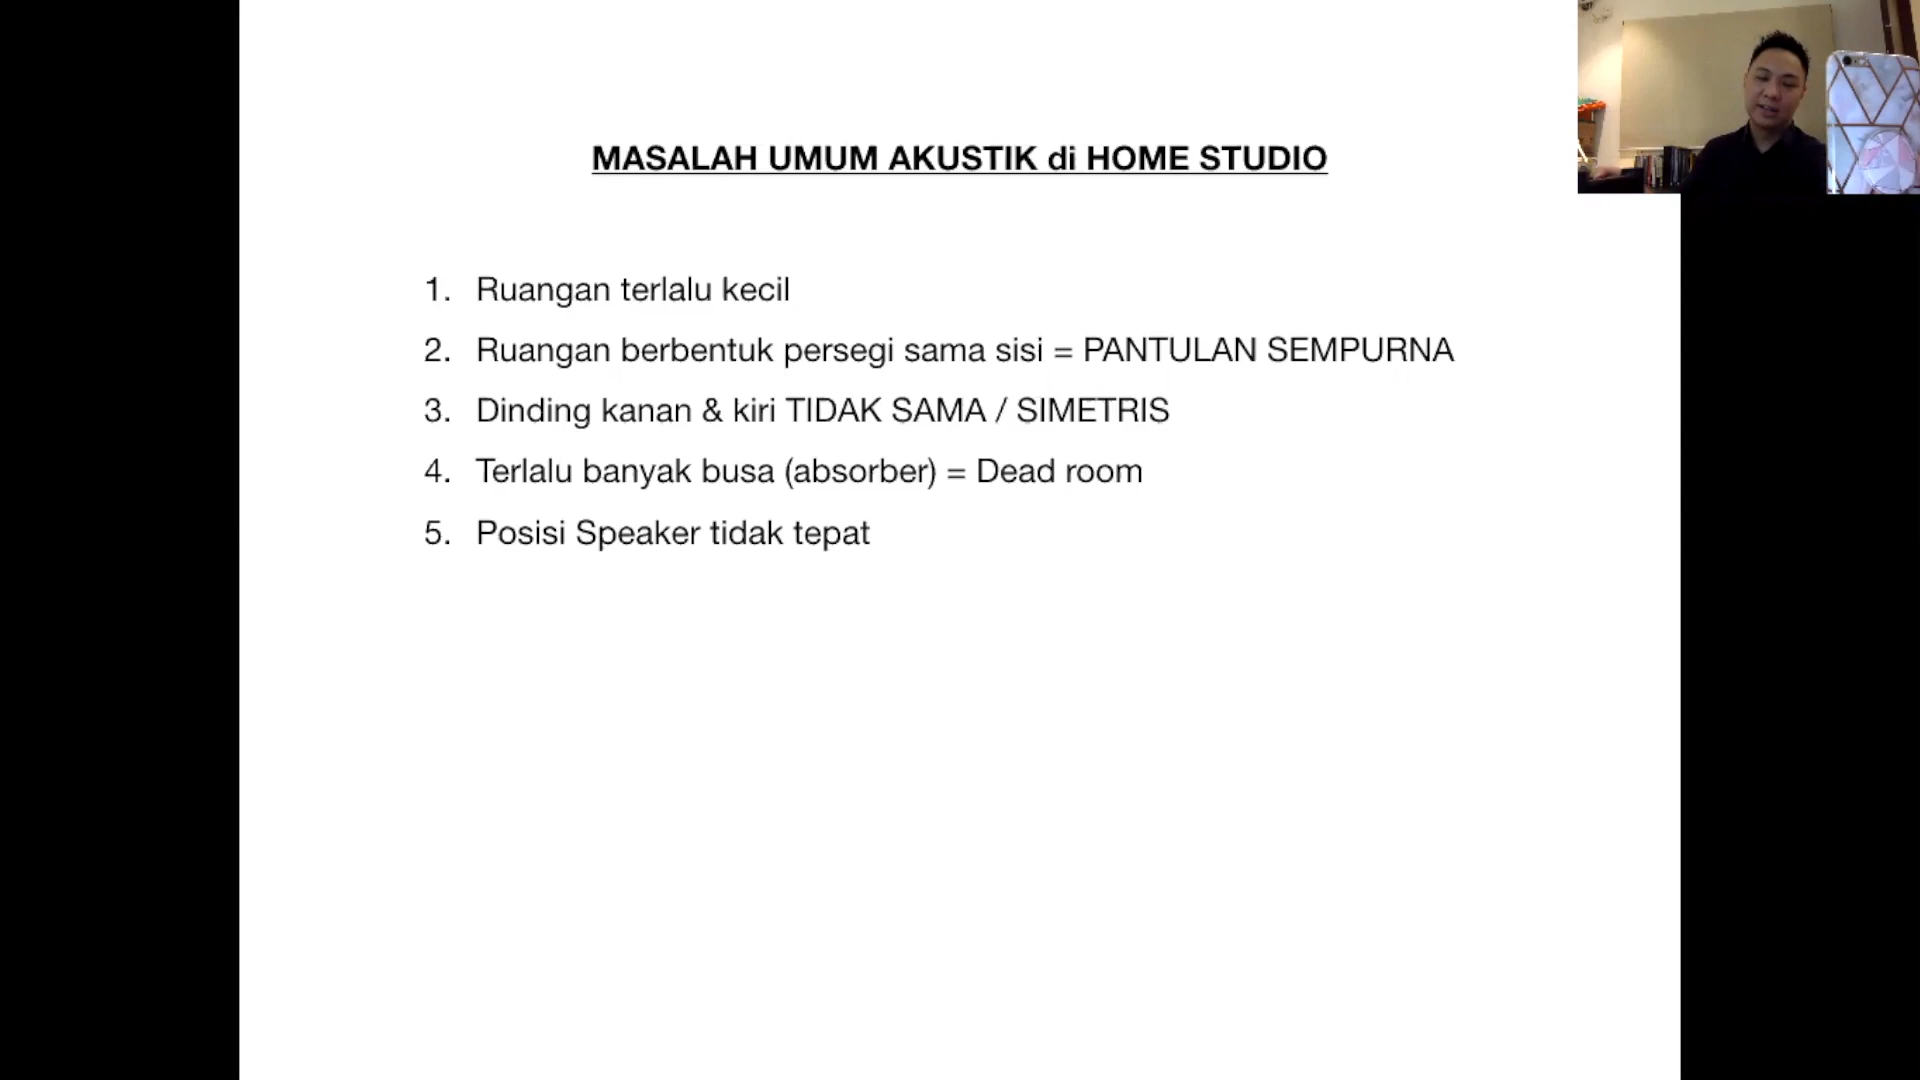 MASALAH UMUM AKUSTIK di HOME STUDIO
1. Ruangan terlalu kecil
2. Ruangan berbentuk persegi sama sisi = PANTULAN SEMPURNA
3. Dinding kanan & kiri TIDAK SAMA / SIMETRIS
4. Terlalu banyak busa (absorber) = Dead room
5. Posisi Speaker tidak tepat